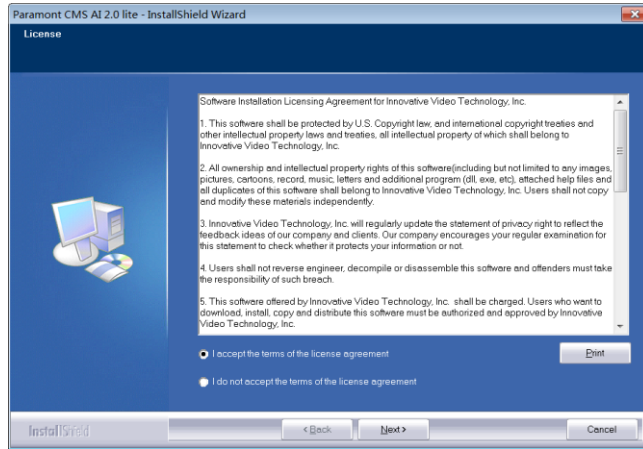 Paramont CMS AI 2.0 lite - InstallShield Wizard
License
Software Installation Licensing Agreement for Innovative Video Technology, Inc.
1. This software shall be protected by U.S. Copyright law, and international copyright treaties and
other intellectual property laws and treaties, all intellectual property of which shall belong to
Innovative Video Technology, Inc.
2. All ownership and intellectual property rights of this software(including but not limited to any images,
pictures, cartoons, record, music, letters and additional program (dll, exe, etc), attached help files and
all duplicates of this software shall belong to Innovative Video Technology, Inc. Users shall not copy
and modify these materials independently.
3. Innovative Video Technology, Inc. will regularly update the statement of privacy right to reflect the
feedback ideas of our company and clients. Our company encourages your regular examination for
this statement to check whether it protects your information or not.
4. Users shall not reverse engineer, decompile or disassemble this software and offenders must take
the responsibility of such breach.
5. This software offered by Innovative Video Technology, Inc. shall be charged. Users who want to
download, install, copy and distribute this software must be authorized and approved by Innovative
Video Technology, Inc.
I accept the terms of the license agreement
Print
I do not accept the terms of the license agreement
InstallShield
< Back
Next >
Cancel